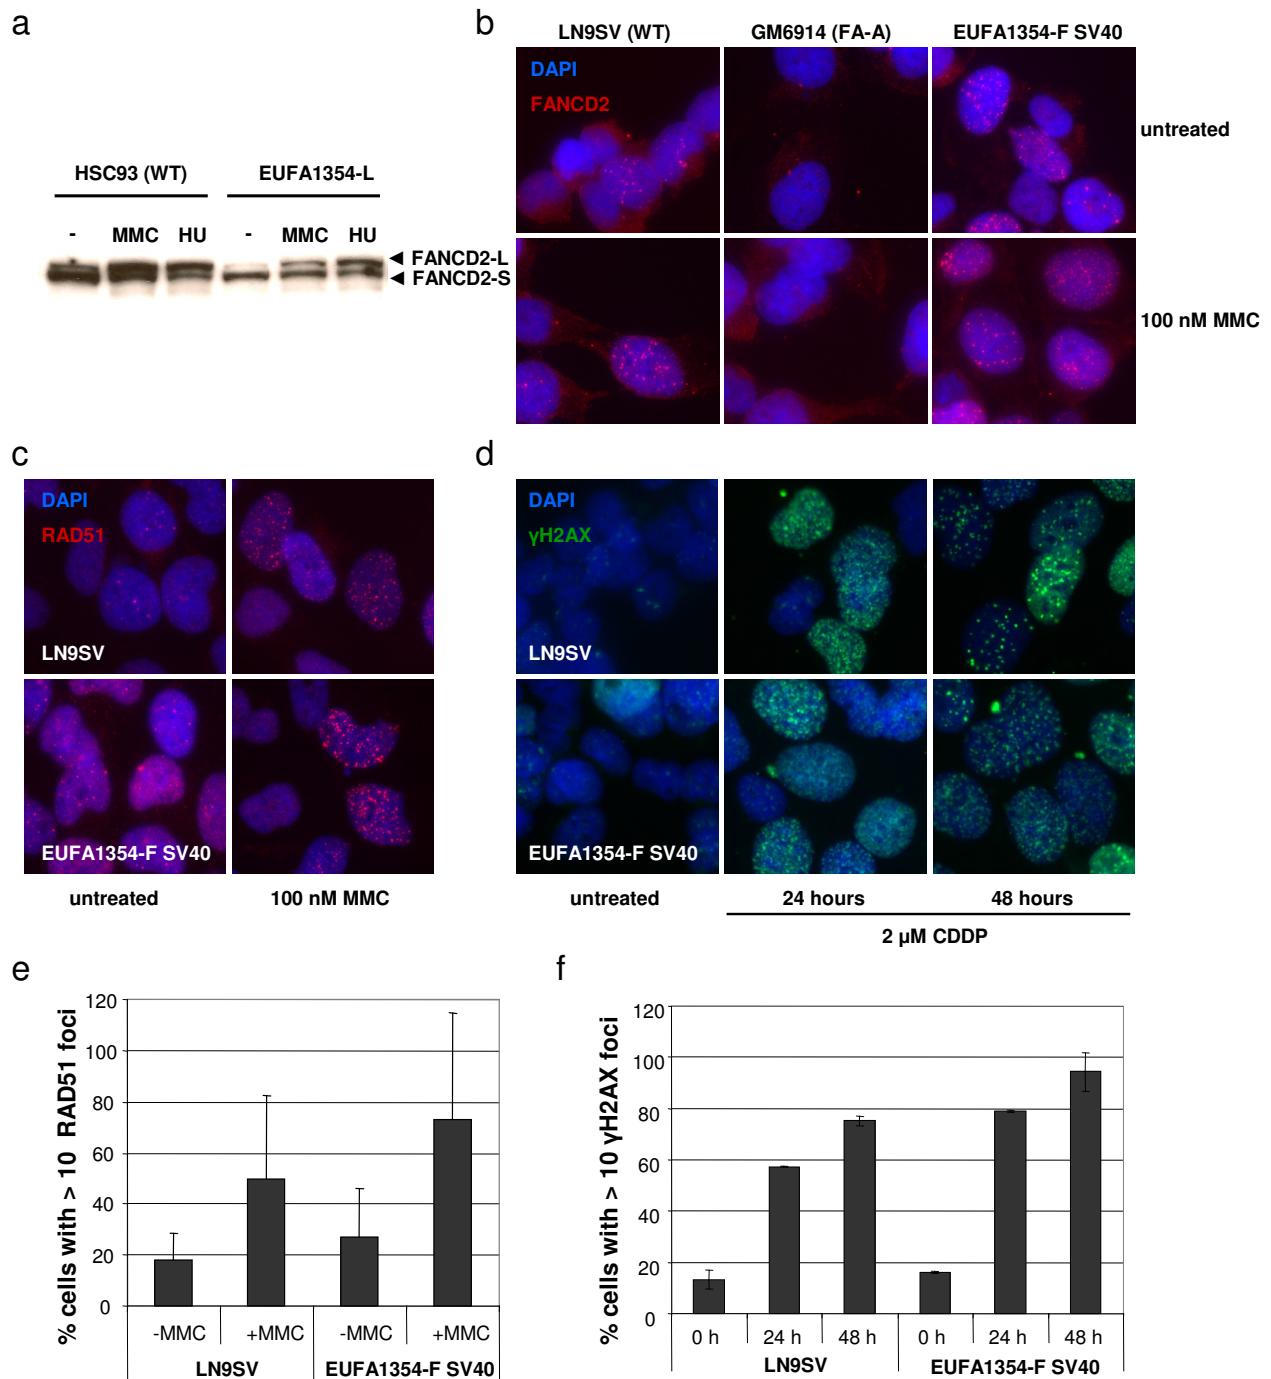 a
HSC93 (WT) EUFA1354-L
- MMC HU - MMC HU
FANCD2-L
FANCD2-S
b
LN9SV (WT) GM6914 (FA-A) EUFA1354-F SV40
DAPI
FANCD2
untreated
100 nM MMC
c
DAPI
RAD51
LN9SV
EUFA1354-F SV40
untreated 100 nM MMC
d
DAPI
γH2AX
LN9SV
EUFA1354-F SV40
untreated 24 hours 48 hours
2 µM CDDP
e
% cells with > 10 RAD51 foci
120
100
80
60
40
20
0
-MMC +MMC -MMC +MMC
LN9SV EUFA1354-F SV40
f
% cells with > 10 γH2AX foci
120
100
80
60
40
20
0
0 h 24 h 48 h 0 h 24 h 48 h
LN9SV EUFA1354-F SV40